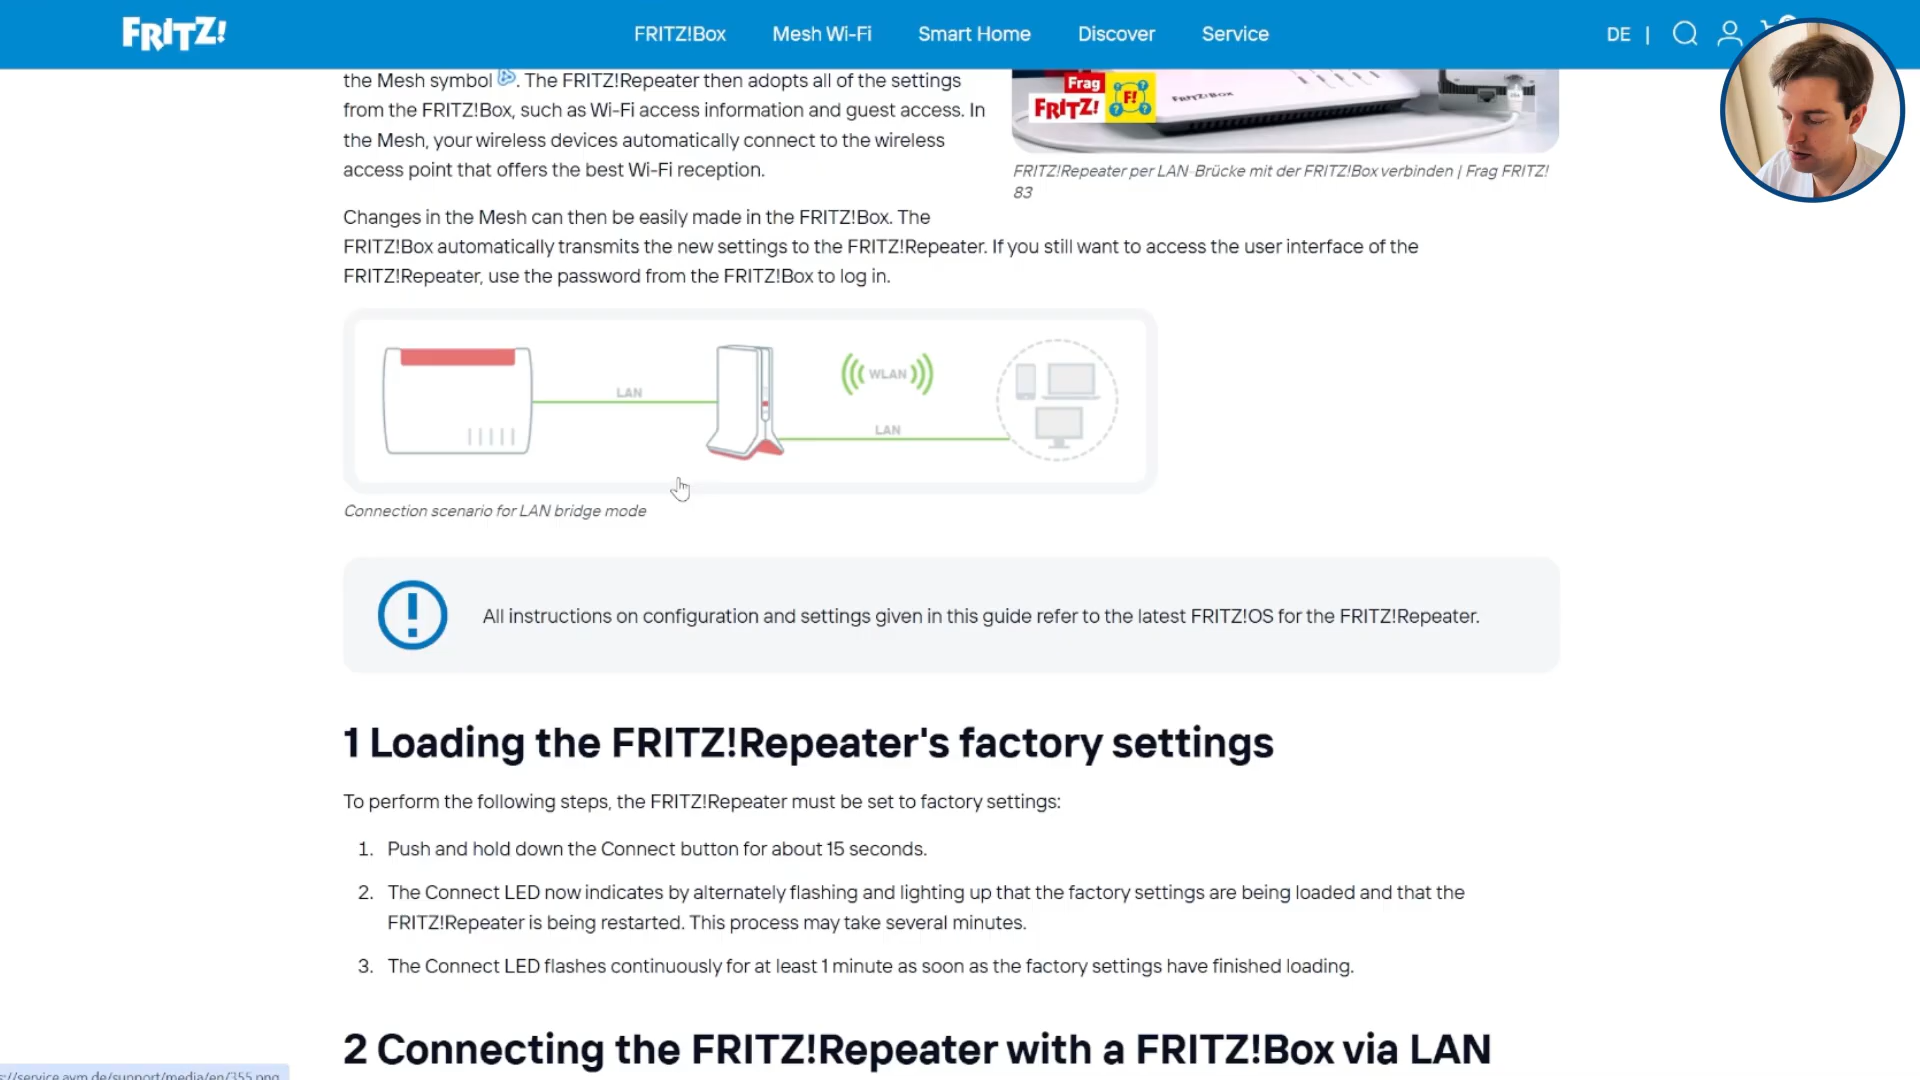 FRITZ!
FRITZ!Box
Mesh Wi-Fi
Smart Home
Discover
Service
DE |
the Mesh symbol . The FRITZ!Repeater then adopts all of the settings
from the FRITZ!Box, such as Wi-Fi access information and guest access. In
the Mesh, your wireless devices automatically connect to the wireless
access point that offers the best Wi-Fi reception.
Frag
FRITZ!
F!
FRITZ!BOX
FRITZ!Repeater per LAN-Brücke mit der FRITZ!Box verbinden | Frag FRITZ!
83
Changes in the Mesh can then be easily made in the FRITZ!Box. The
FRITZ!Box automatically transmits the new settings to the FRITZ!Repeater. If you still want to access the user interface of the
FRITZ!Repeater, use the password from the FRITZ!Box to log in.
LAN
WLAN
LAN
Connection scenario for LAN bridge mode
All instructions on configuration and settings given in this guide refer to the latest FRITZ!OS for the FRITZ!Repeater.
1 Loading the FRITZ!Repeater's factory settings
To perform the following steps, the FRITZ!Repeater must be set to factory settings:
1. Push and hold down the Connect button for about 15 seconds.
2. The Connect LED now indicates by alternately flashing and lighting up that the factory settings are being loaded and that the
FRITZ!Repeater is being restarted. This process may take several minutes.
3. The Connect LED flashes continuously for at least 1 minute as soon as the factory settings have finished loading.
2 Connecting the FRITZ!Repeater with a FRITZ!Box via LAN
s://service.avm.de/support/media/en/355.png